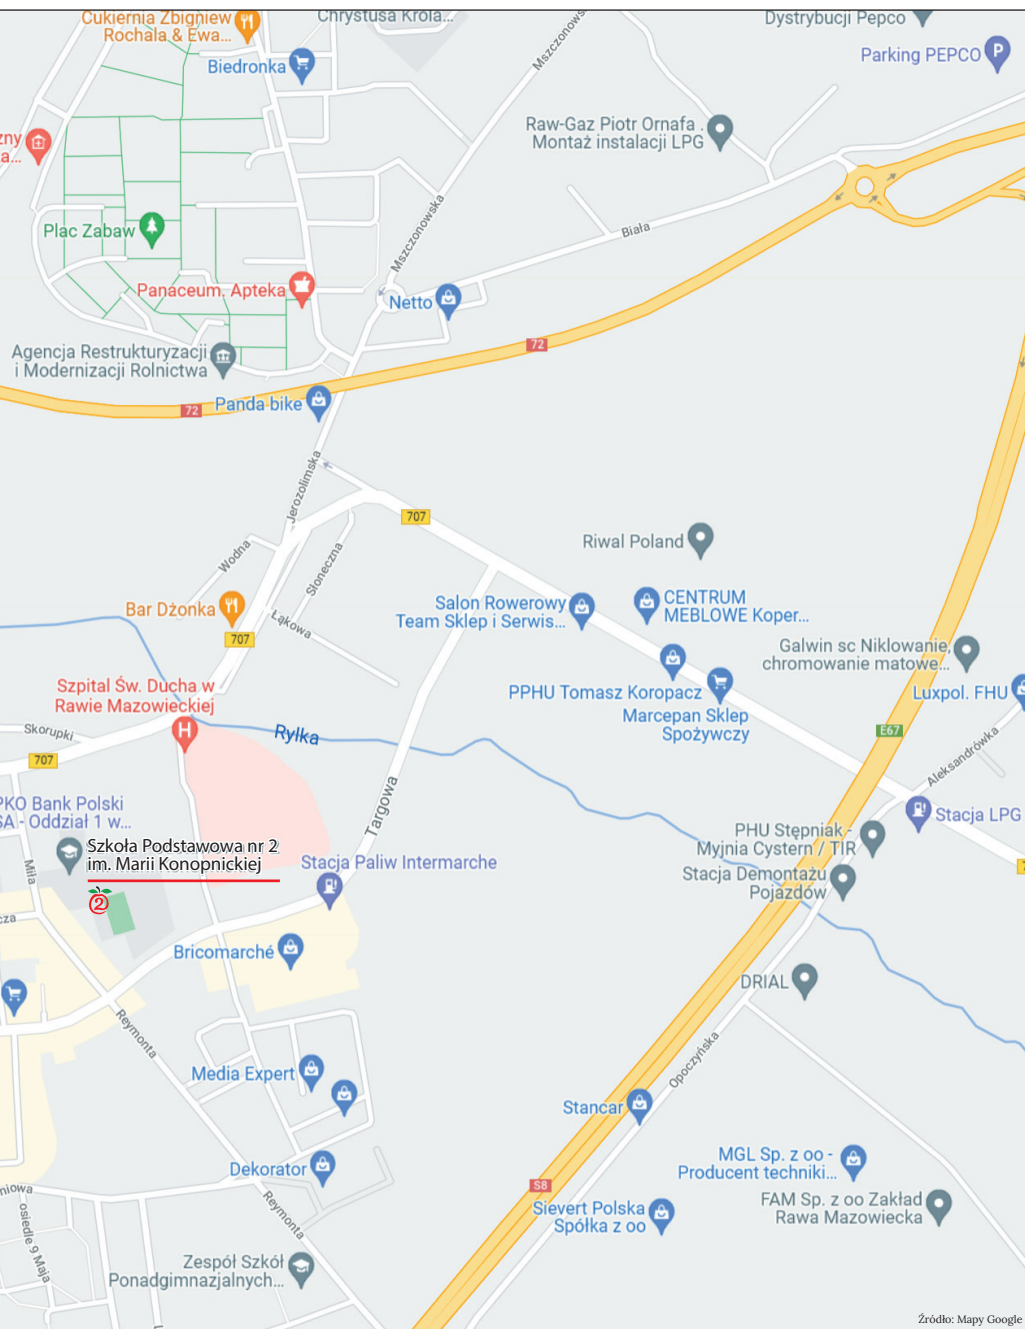 Cukiernia Zbigniew
Rochala & Ewa...
Chrystusa Króla...
Dystrybucji Pepco
Mszczonows
Biedronka
Parking PEPCO
Raw-Gaz Piotr Ornafa .
Montaż instalacji LPG
zny
a...
Plac Zabaw
Mszczonowska
Biała
Panaceum. Apteka
Netto
Agencja Restrukturyzacji
i Modernizacji Rolnictwa
72
72
Panda bike
Jerozolimska
707
Wodna
Słoneczna
Riwal Poland
Bar Dżonka
Łąkowa
Salon Rowerowy
Team Sklep i Serwis...
CENTRUM
MEBLOWE Koper...
707
Galwin sc Niklowanie,
chromowanie matowe...
Szpital Św. Ducha w
Rawie Mazowieckiej
H
PPHU Tomasz Koropacz
Luxpol. FHU
Marcepan Sklep
Spożywczy
Skorupki
Rylka
E67
707
Aleksandrówka
Targowa
PKO Bank Polski
SA - Oddział 1 w...
Stacja LPG
PHU Stępniak -
Myjnia Cystern / TIR
Szkoła Podstawowa nr 2
im. Marii Konopnickiej
Stacja Paliw Intermarche
Stacja Demontażu
Pojazdów
Miła
2
cza
7
Bricomarché
DRIAL
Reymonta
Opoczyńska
Media Expert
Stancar
MGL Sp. z oo -
Producent techniki...
Dekorator
S8
niowa
FAM Sp. z oo Zakład
Rawa Mazowiecka
Sievert Polska
Spółka z oo
Reymonta
osiedle 9 Maja
Zespół Szkół
Ponadgimnazjalnych...
P
Źródło: Mapy Google